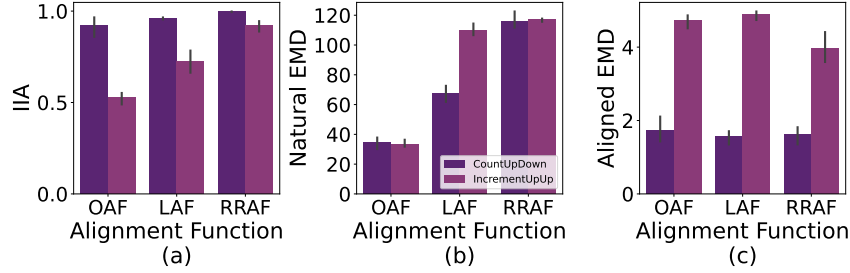 IIA
1.0
0.5
0.0
OAF LAF RRAF
Alignment Function
(a)
Natural EMD
120
100
80
60
40
20
0
CountUpDown
IncrementUpUp
OAF LAF RRAF
Alignment Function
(b)
Aligned EMD
4
2
0
OAF LAF RRAF
Alignment Function
(c)